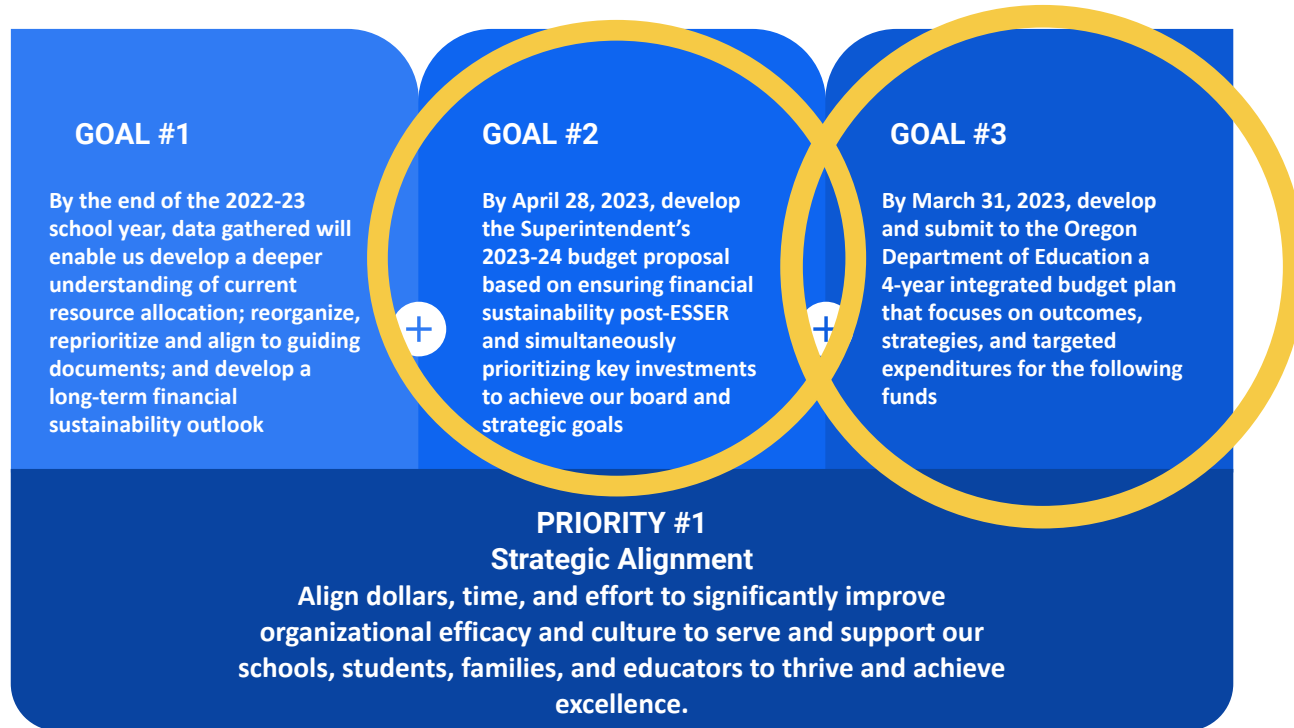 GOAL #1
By the end of the 2022-23
school year, data gathered will
enable us develop a deeper
understanding of current
resource allocation; reorganize,
reprioritize and align to guiding
documents; and develop a
long-term financial
sustainability outlook
+
GOAL #2
By April 28, 2023, develop
the Superintendent's
2023-24 budget proposal
based on ensuring financial
sustainability post-ESSER
and simultaneously
prioritizing key investments
to achieve our board and
strategic goals
+
GOAL #3
By March 31, 2023, develop
and submit to the Oregon
Department of Education a
4-year integrated budget plan
that focuses on outcomes,
strategies, and targeted
expenditures for the following
funds
PRIORITY #1
Strategic Alignment
Align dollars, time, and effort to significantly improve
organizational efficacy and culture to serve and support our
schools, students, families, and educators to thrive and achieve
excellence.